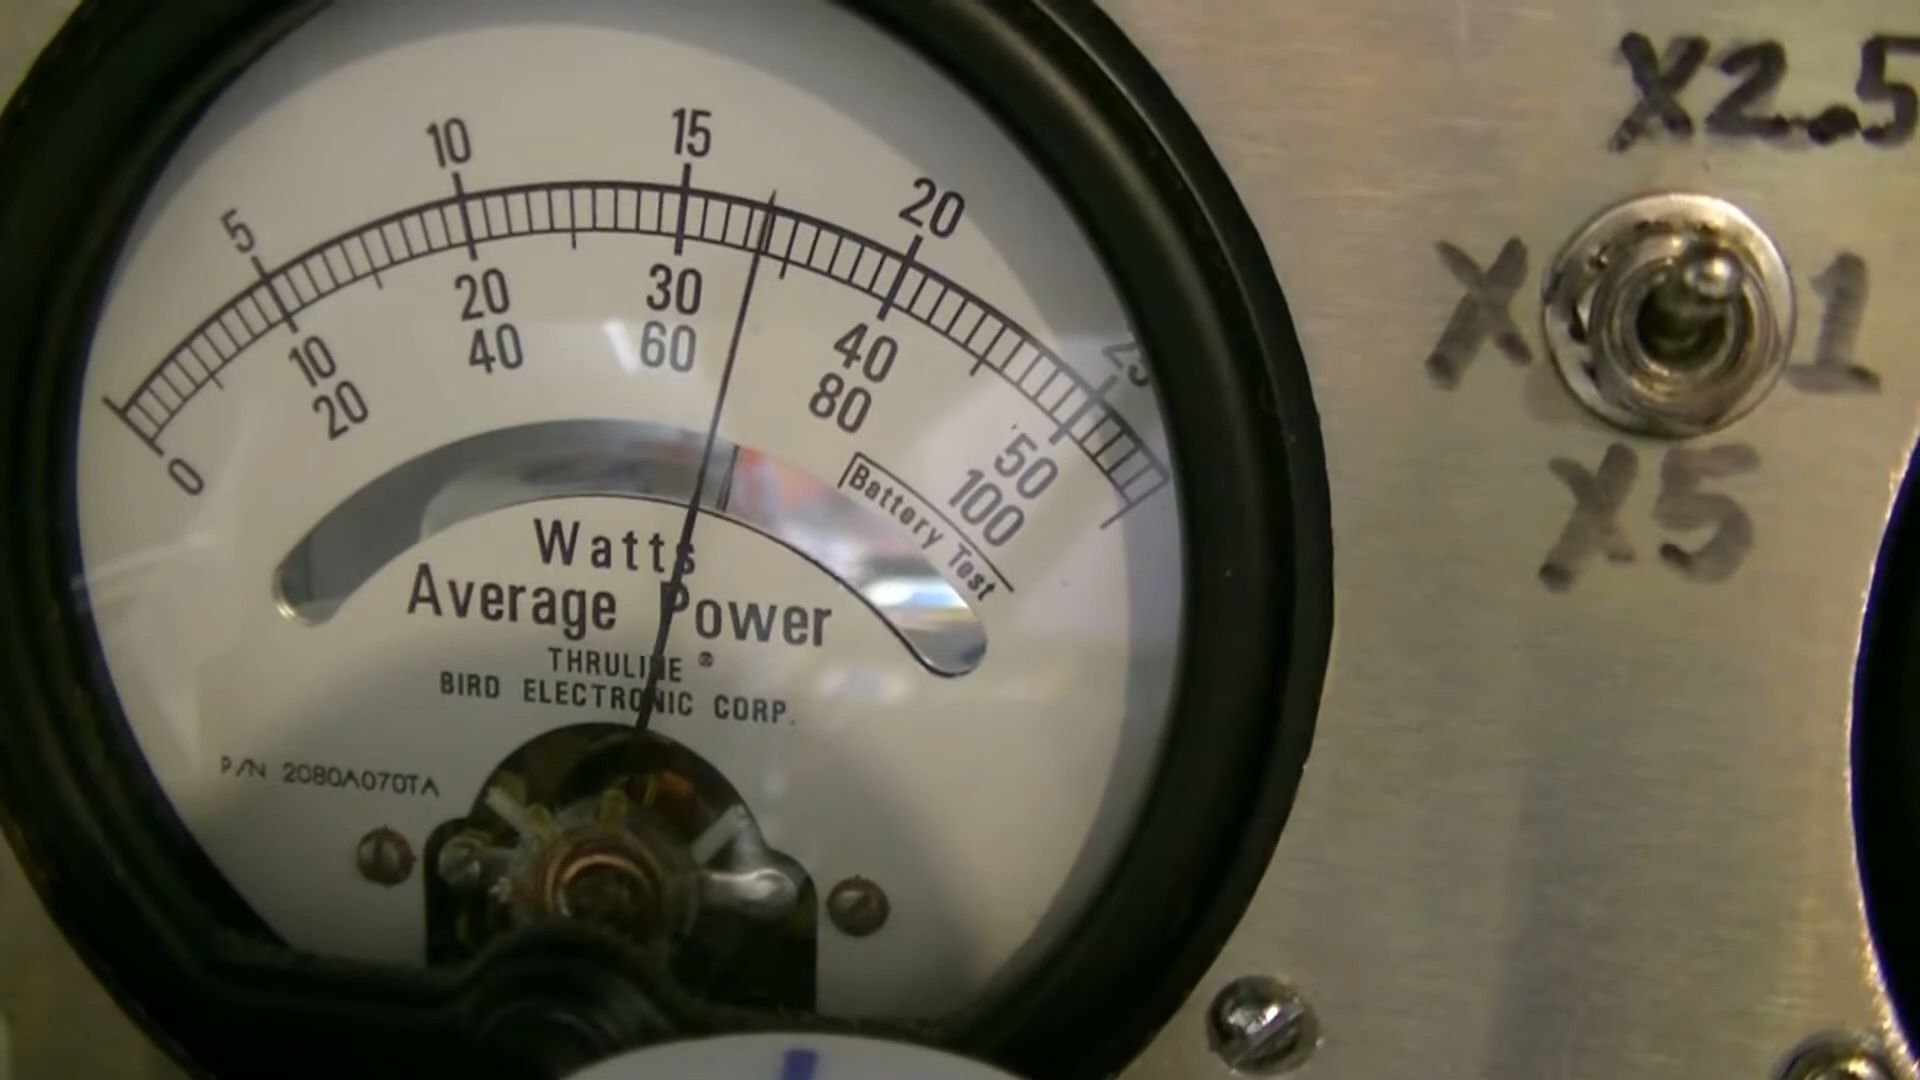 5 10 15 20 25
0 10 20 30 40 50
20 40 60 80 100
Battery Test
Watts
Average Power
THRULINE ®
BIRD ELECTRONIC CORP.
P/N 2080A070TA
X2.5
X 1
X5